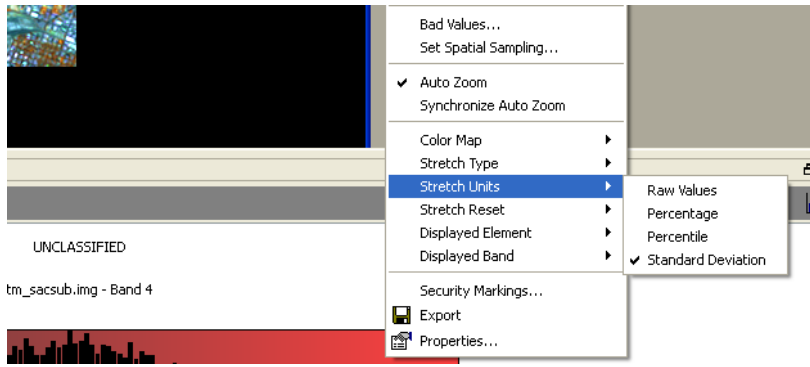 Bad Values...
Set Spatial Sampling...
Auto Zoom
Synchronize Auto Zoom
Color Map
Stretch Type
Stretch Units
Stretch Reset
Displayed Element
Displayed Band
Security Markings...
Export
Properties...
Raw Values
Percentage
Percentile
Standard Deviation
UNCLASSIFIED
tm_sacsub.img - Band 4